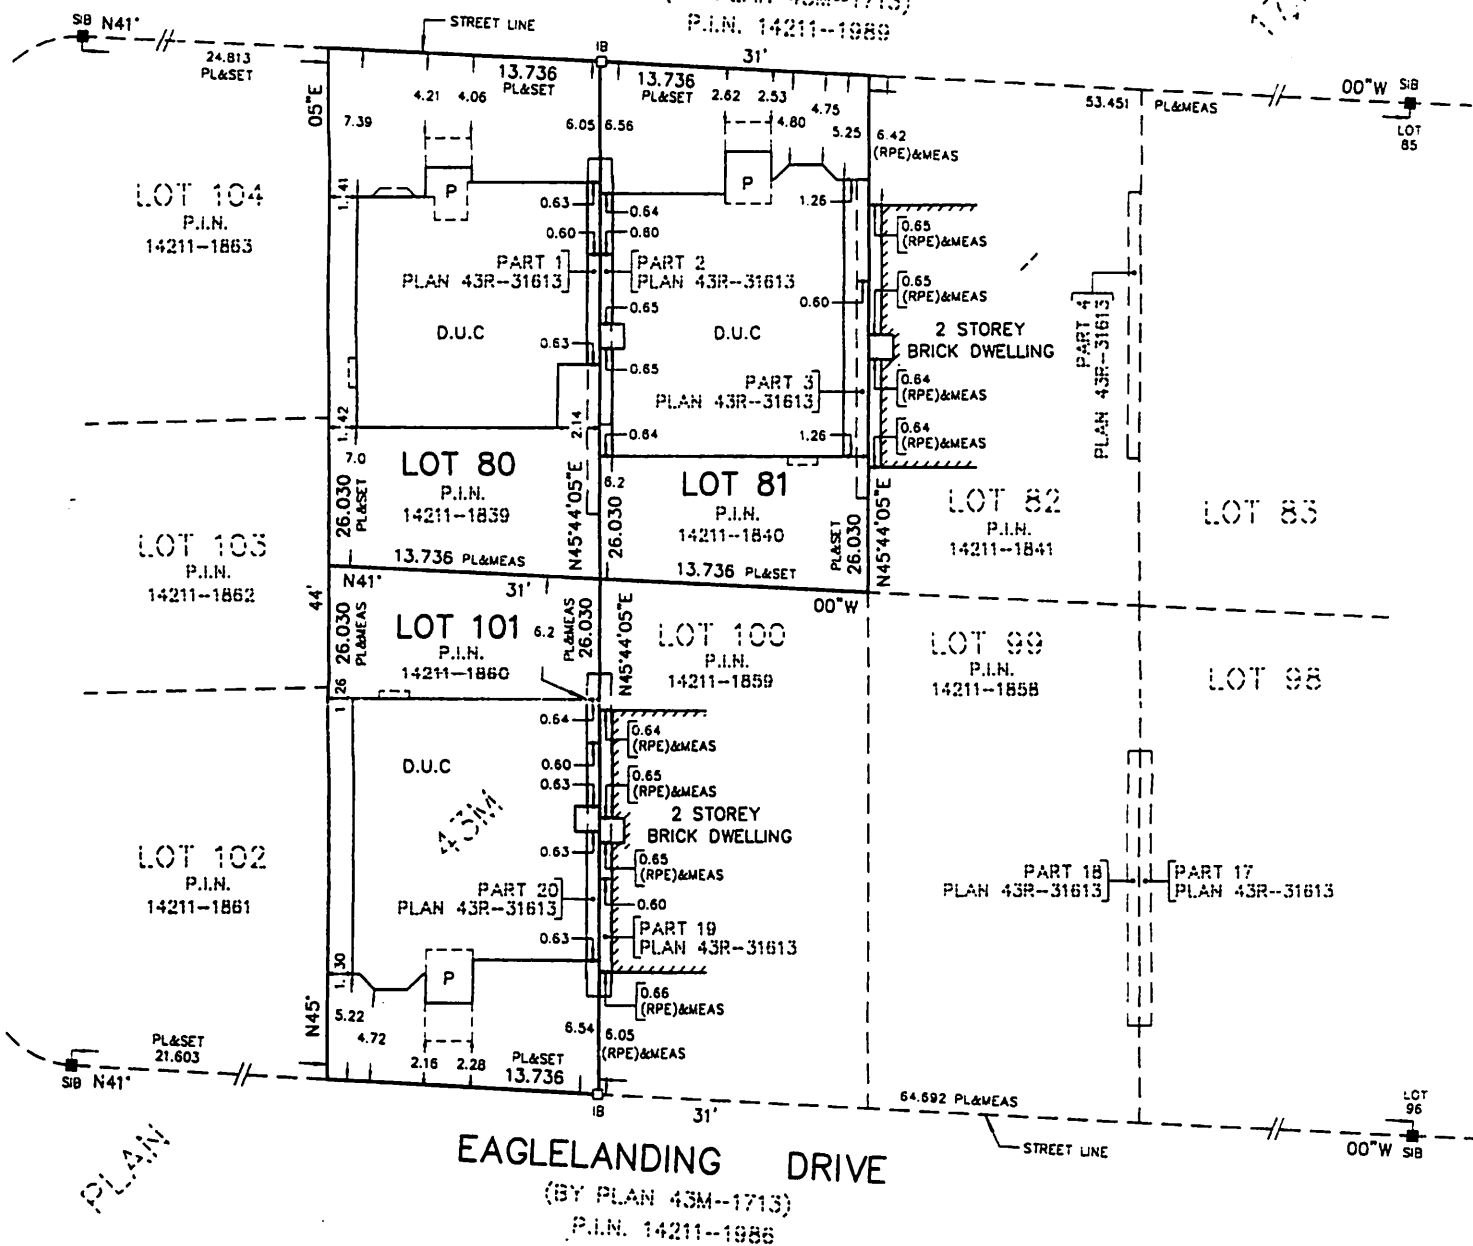 (BY PLAN 43M--1713)
P.I.N. 14211--1989
SIB N41°
STREET LINE
IB
31'
00"W SIB
LOT
85
24.813
PL&SET
13.736
PL&SET
13.736
PL&SET
53.451 PL&MEAS
05"E
7.39
4.21 4.06
6.05 6.56
2.62 2.53
4.80
4.75
5.25
6.42
(RPE)&MEAS
LOT 104
P.I.N.
14211--1863
1.41
P
P
0.63
0.64
1.26
0.65
(RPE)&MEAS
0.60
0.80
PART 1
PLAN 43R--31613
PART 2
PLAN 43R--31613
0.65
(RPE)&MEAS
0.60
0.65
D.U.C
D.U.C
2 STOREY
BRICK DWELLING
PART 4
PLAN 43R--31613
0.63
0.65
PART 3
PLAN 43R--31613
0.64
(RPE)&MEAS
1.42
2.14
0.64
1.26
0.64
(RPE)&MEAS
7.0
26.030
PL&SET
LOT 80
P.I.N.
14211--1839
N45°44'05"E
6.2
26.030
LOT 81
P.I.N.
14211--1840
PL&SET
26.030
N45°44'05"E
LOT 82
P.I.N.
14211--1841
LOT 83
LOT 103
P.I.N.
14211--1862
13.736 PL&MEAS
13.736 PL&SET
N41°
31'
00"W
44'
26.030
PL&MEAS
LOT 101
P.I.N.
14211--1860
6.2
PL&MEAS
26.030
N45°44'05"E
LOT 100
P.I.N.
14211--1859
LOT 99
P.I.N.
14211--1858
LOT 98
1.26
0.64
0.64
(RPE)&MEAS
D.U.C
0.60
0.63
0.65
(RPE)&MEAS
43M
2 STOREY
BRICK DWELLING
LOT 102
P.I.N.
14211--1861
0.63
0.65
(RPE)&MEAS
PART 20
PLAN 43R--31613
0.60
PART 18
PLAN 43R--31613
PART 17
PLAN 43R--31613
0.63
PART 19
PLAN 43R--31613
1.30
P
0.66
(RPE)&MEAS
N45°
5.22
4.72
6.54
6.05
(RPE)&MEAS
PL&SET
21.603
2.16 2.28
PL&SET
13.736
SIB N41°
IB
31'
64.692 PL&MEAS
LOT
96
STREET LINE
00"W SIB
EAGLELANDING DRIVE
PLAN
(BY PLAN 43M--1713)
P.I.N. 14211--1986